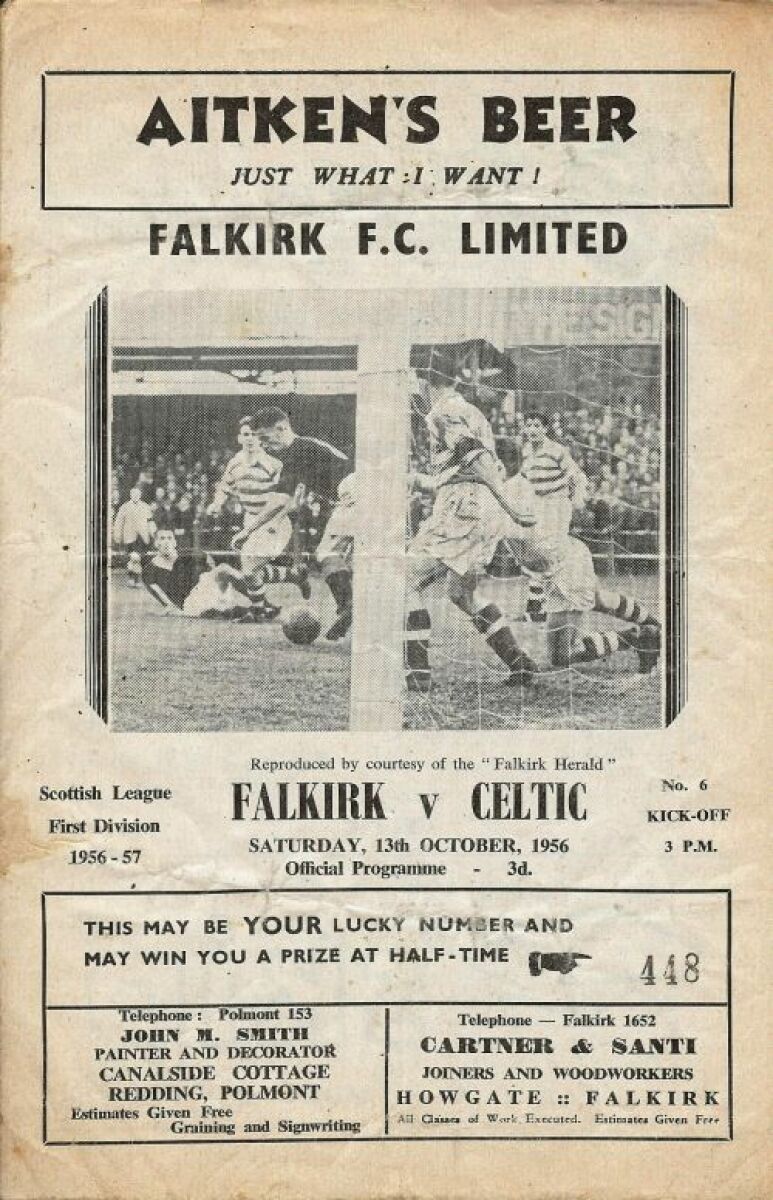 AITKEN'S BEER
JUST WHAT I WANT!
FALKIRK F.C. LIMITED
Reproduced by courtesy of the "Falkirk Herald"
Scottish League
First Division
1956-57
FALKIRK v CELTIC
SATURDAY, 13th OCTOBER, 1956
Official Programme - 3d.
No. 6
KICK-OFF
3 P.M.
THIS MAY BE YOUR LUCKY NUMBER AND
MAY WIN YOU A PRIZE AT HALF-TIME
448
Telephone: Polmont 153
JOHN M. SMITH
PAINTER AND DECORATOR
CANALSIDE COTTAGE
REDDING, POLMONT
Estimates Given Free
Graining and Signwriting
Telephone — Falkirk 1652
CARTNER & SANTI
JOINERS AND WOODWORKERS
HOWGATE :: FALKIRK
All Classes of Work Executed. Estimates Given Free